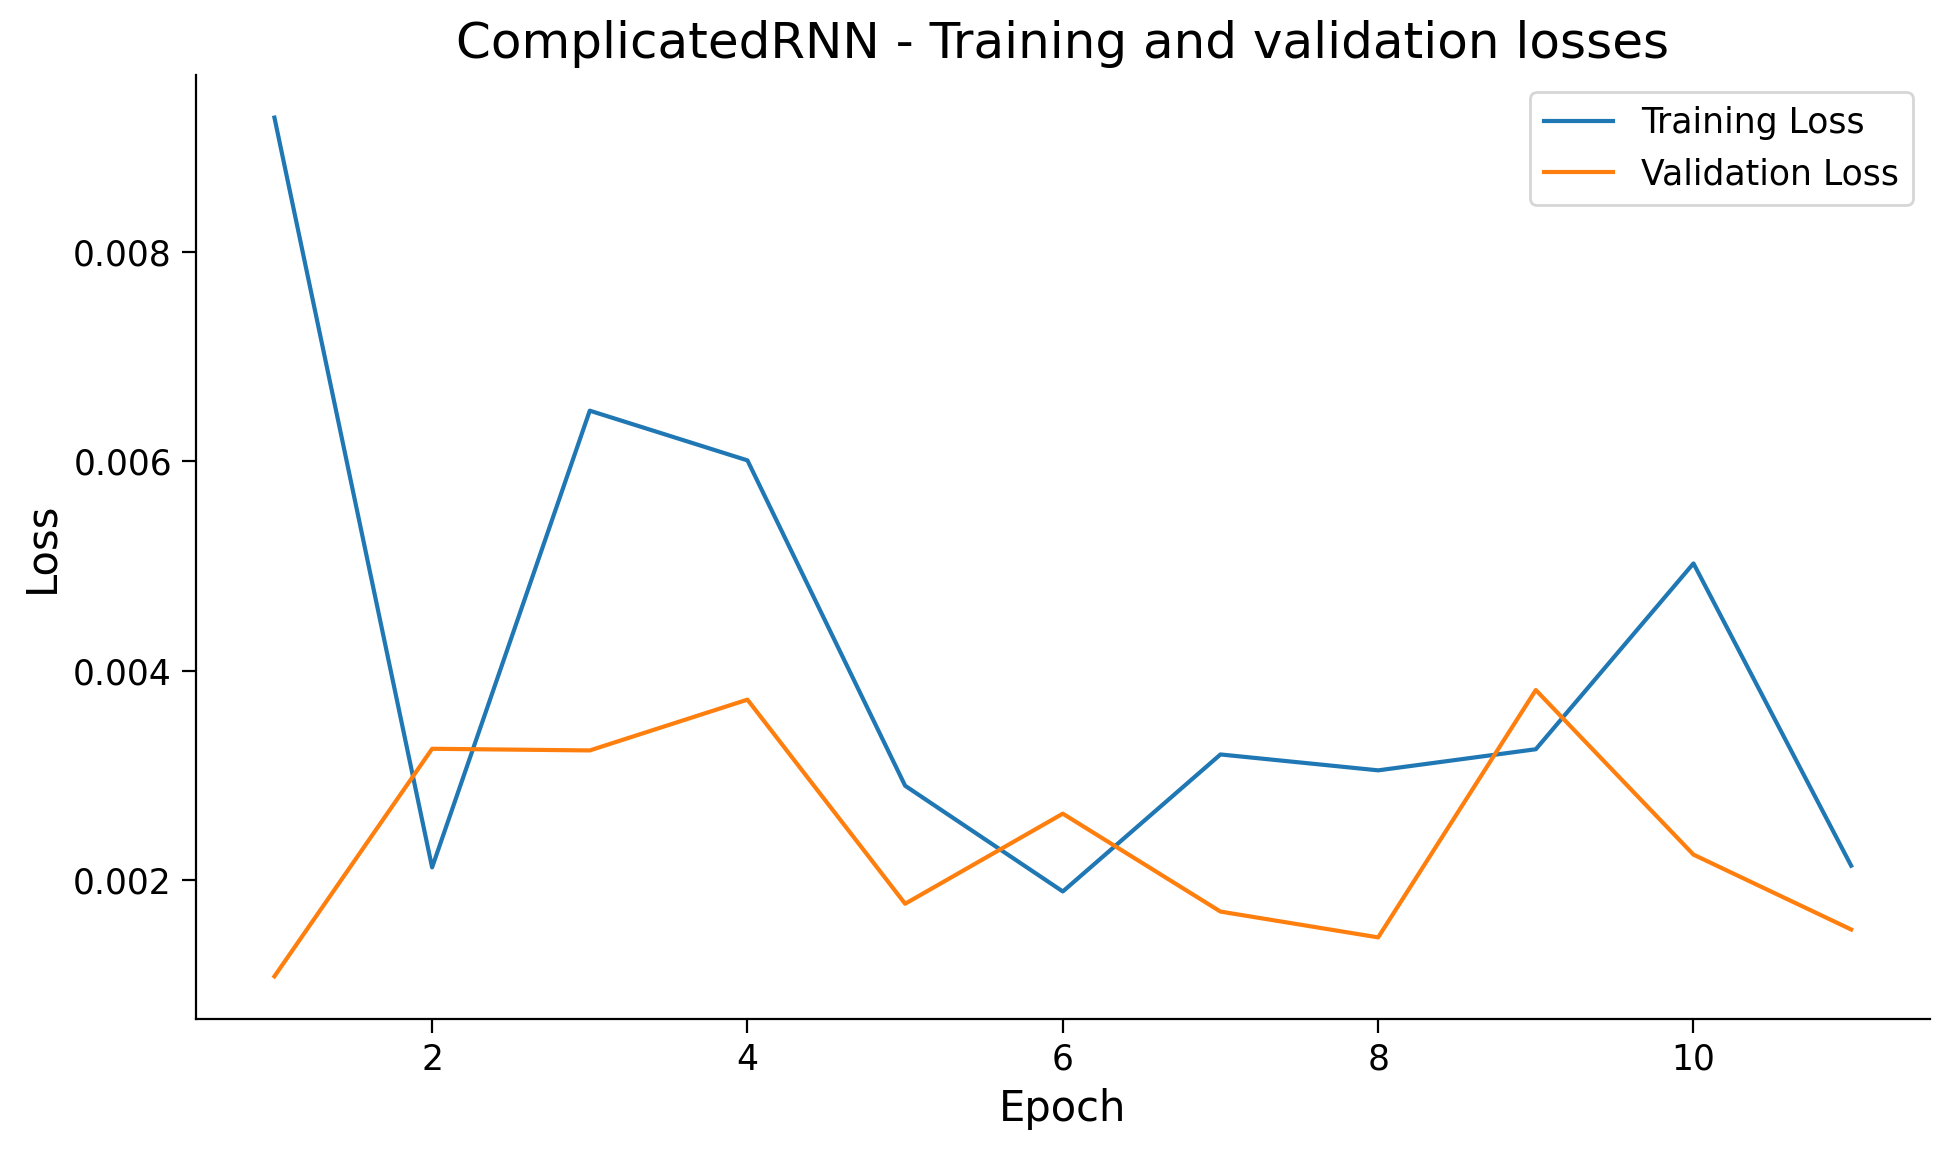 ComplicatedRNN - Training and validation losses
Training Loss
Validation Loss
0.008
0.006
0.004
0.002
Loss
2 4 6 8 10
Epoch